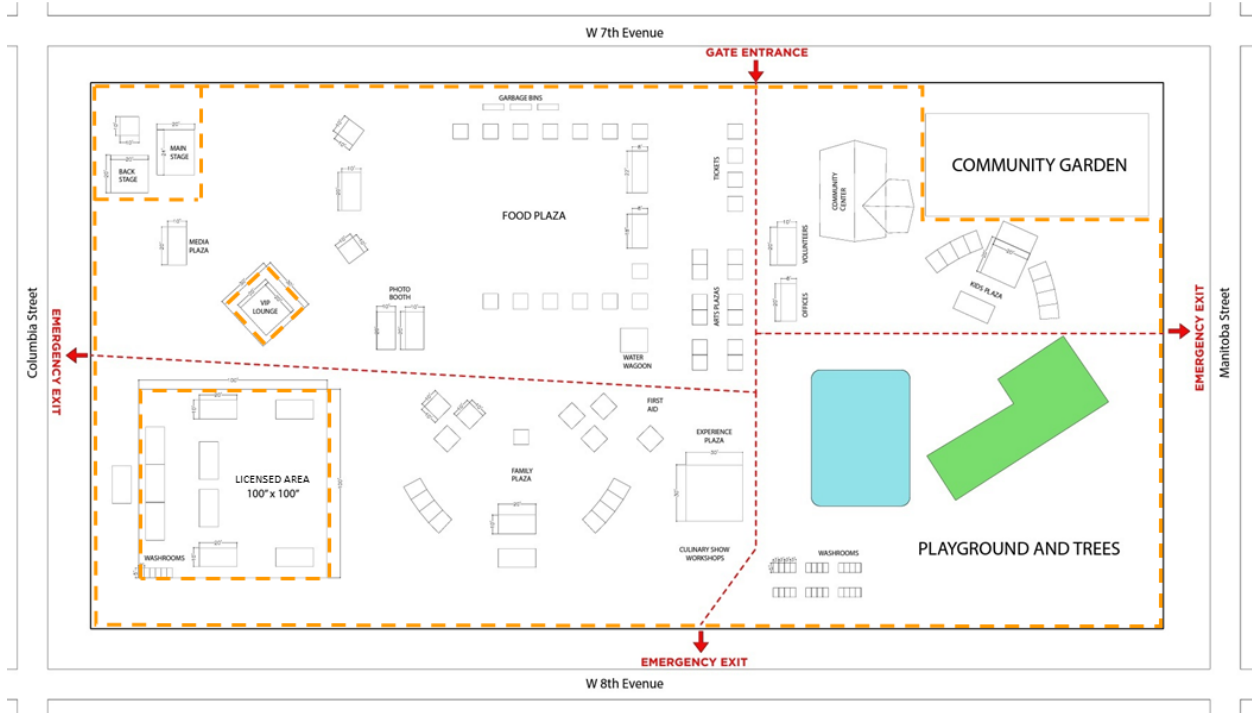 W 7th Evenue
GATE ENTRANCE
GARBAGE BINS
MAIN
STAGE
BACK
STAGE
TICKETS
COMMUNITY
CENTER
COMMUNITY GARDEN
FOOD PLAZA
MEDIA
PLAZA
VOLUNTEERS
KIDS PLAZA
PHOTO
BOOTH
VIP
LOUNGE
ARTS PLAZAS
OFFICES
Columbia Street
EMERGENCY EXIT
WATER
WAGOON
EMERGENCY EXIT
Manitoba Street
FIRST
AID
EXPERIENCE
PLAZA
LICENSED AREA
100" x 100"
FAMILY
PLAZA
WASHROOMS
CULINARY SHOW
WORKSHOPS
WASHROOMS
PLAYGROUND AND TREES
EMERGENCY EXIT
W 8th Evenue